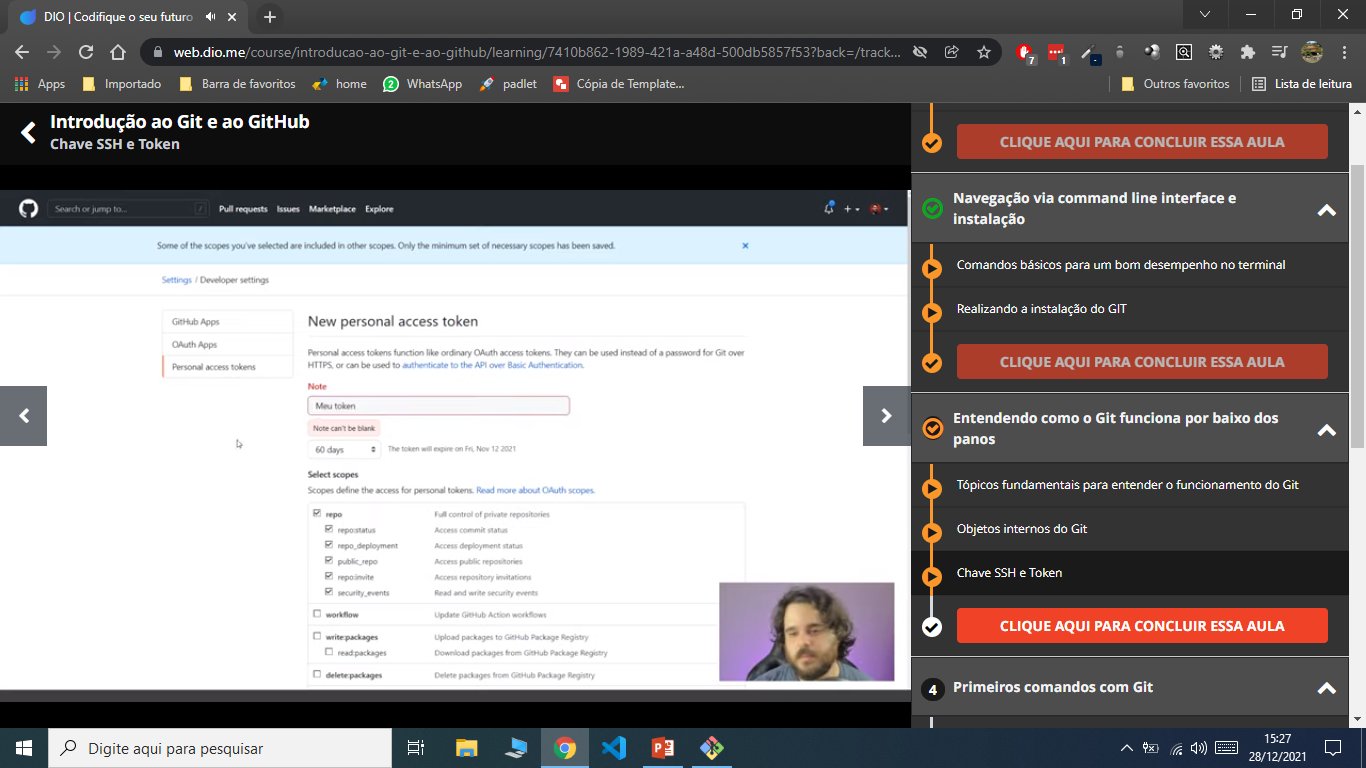 DIO | Codifique o seu futuro
web.dio.me/course/introducao-ao-git-e-ao-github/learning/7410b862-1989-421a-a48d-500db5857f53?back=/track...
7
1
Apps
Importado
Barra de favoritos
home
2
WhatsApp
padlet
Cópia de Template...
Outros favoritos
Lista de leitura
Introdução ao Git e ao GitHub
Chave SSH e Token
Search or jump to...
/
Pull requests
Issues
Marketplace
Explore
Some of the scopes you've selected are included in other scopes. Only the minimum set of necessary scopes has been saved.
Settings / Developer settings
GitHub Apps
OAuth Apps
Personal access tokens
New personal access token
Personal access tokens function like ordinary OAuth access tokens. They can be used instead of a password for Git over
HTTPS, or can be used to authenticate to the API over Basic Authentication.
Note
Meu token
Note can't be blank
60 days
The token will expire on Fri, Nov 12 2021
Select scopes
Scopes define the access for personal tokens. Read more about OAuth scopes.
repo Full control of private repositories
repo:status Access commit status
repo_deployment Access deployment status
public_repo Access public repositories
repo:invite Access repository invitations
security_events Read and write security events
workflow Update GitHub Action workflows
write:packages Upload packages to GitHub Package Registry
read:packages Download packages from GitHub Package Registry
delete:packages Delete packages from GitHub Package Registry
CLIQUE AQUI PARA CONCLUIR ESSA AULA
Navegação via command line interface e
instalação
Comandos básicos para um bom desempenho no terminal
Realizando a instalação do GIT
CLIQUE AQUI PARA CONCLUIR ESSA AULA
Entendendo como o Git funciona por baixo dos
panos
Tópicos fundamentais para entender o funcionamento do Git
Objetos internos do Git
Chave SSH e Token
CLIQUE AQUI PARA CONCLUIR ESSA AULA
4 Primeiros comandos com Git
Digite aqui para pesquisar
15:27
28/12/2021